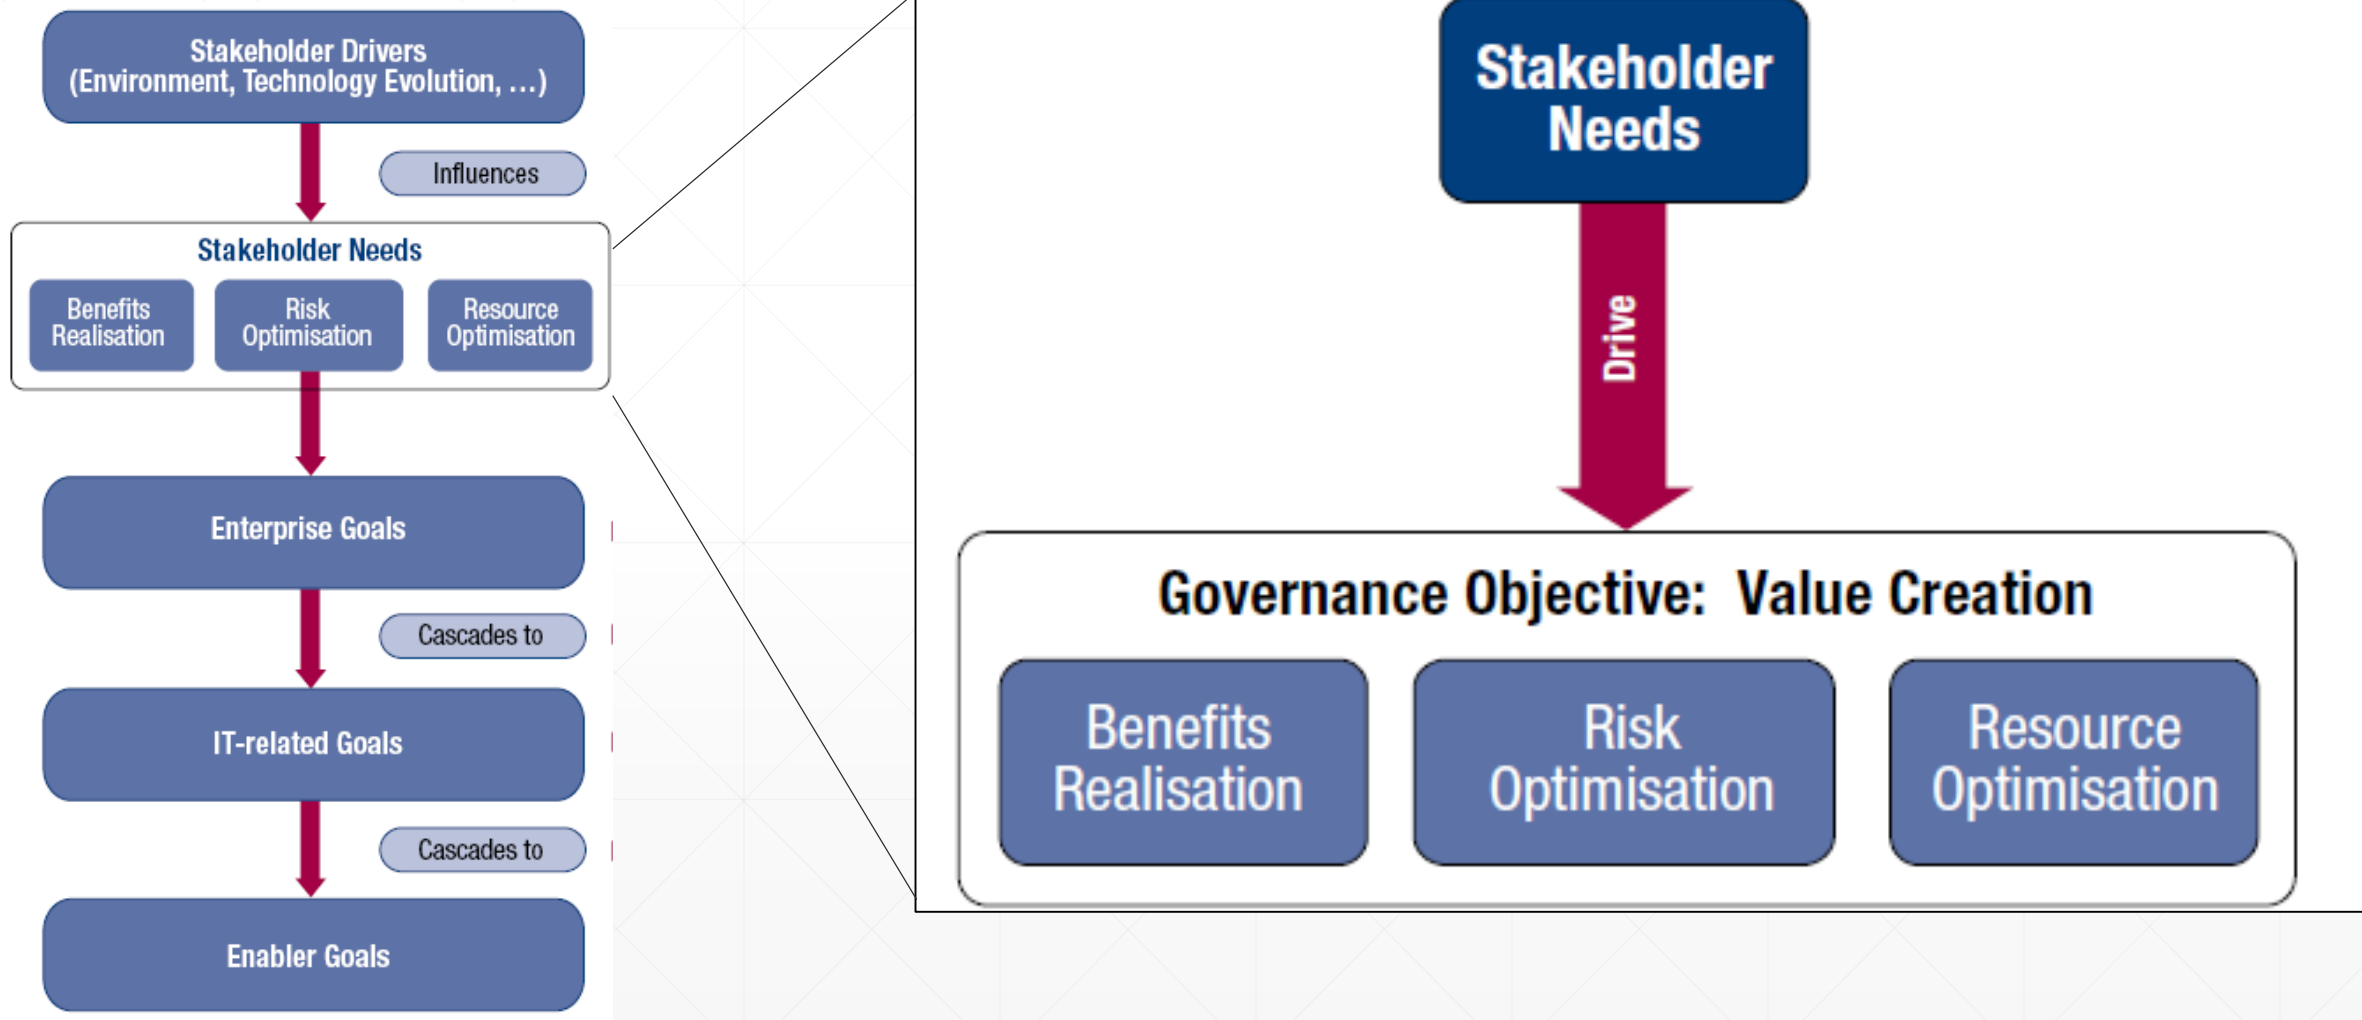 Stakeholder Drivers
(Environment, Technology Evolution, …)
Influences
Stakeholder Needs
Benefits
Realisation
Risk
Optimisation
Resource
Optimisation
Enterprise Goals
Cascades to
IT-related Goals
Cascades to
Enabler Goals
Stakeholder
Needs
Drive
Governance Objective: Value Creation
Benefits
Realisation
Risk
Optimisation
Resource
Optimisation